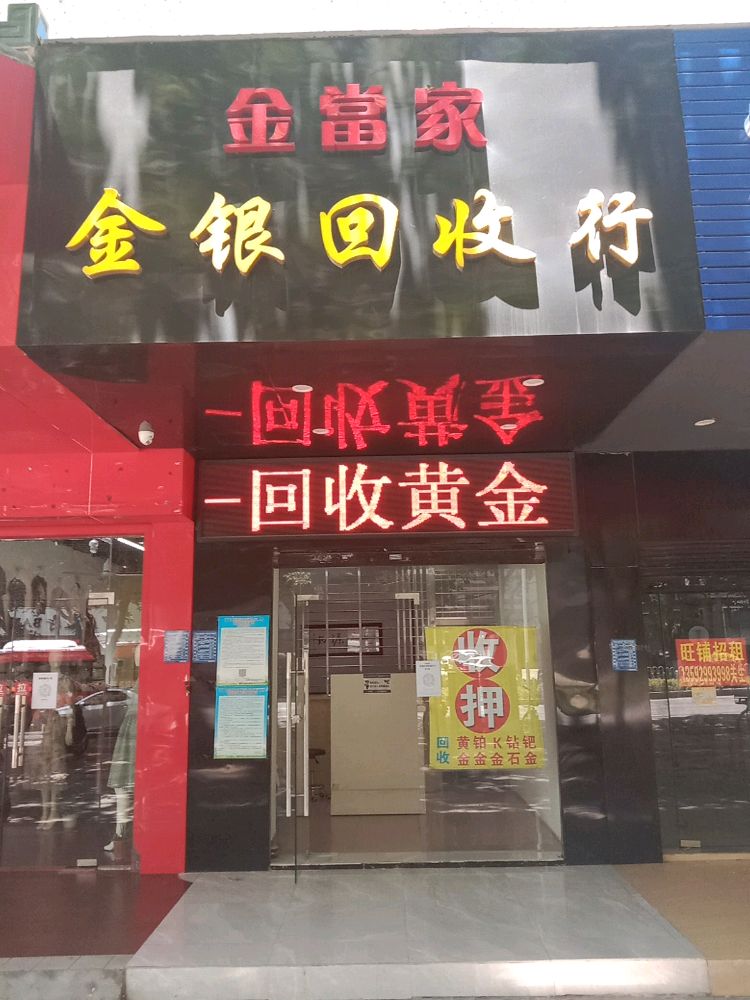 金當家
金银回收行
一回收黄金
收
押
回收
黄铂K钻钯
金金金石金
旺铺招租